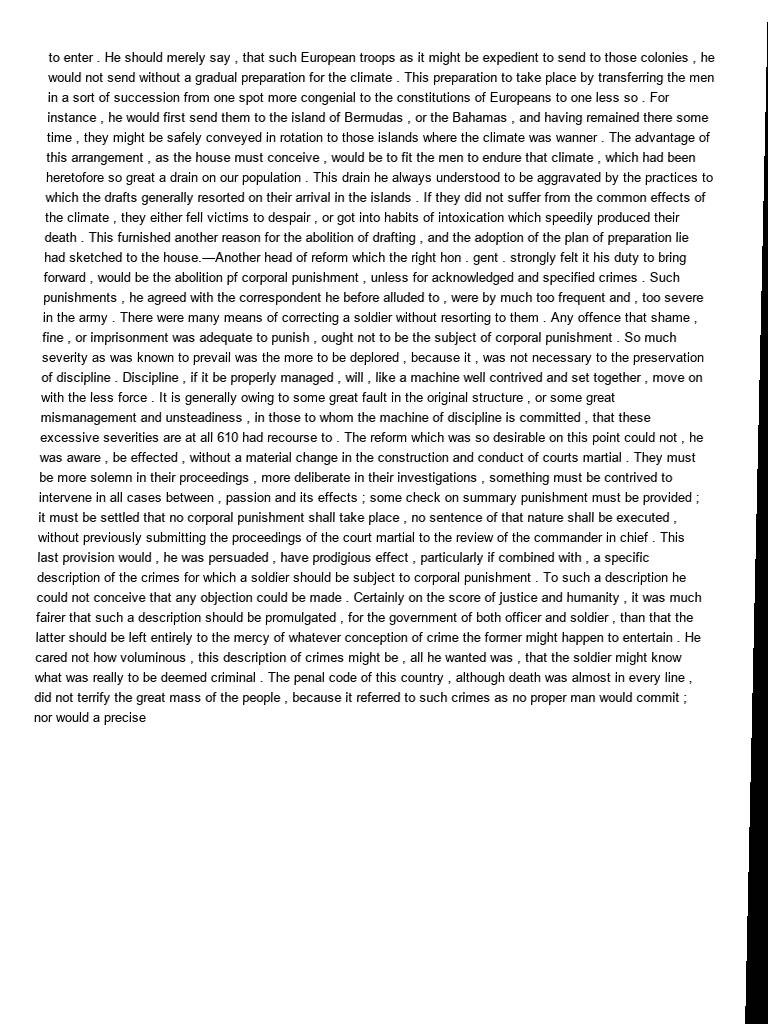 to enter . He should merely say , that such European troops as it might be expedient to send to those colonies , he
would not send without a gradual preparation for the climate . This preparation to take place by transferring the men
in a sort of succession from one spot more congenial to the constitutions of Europeans to one less so . For
instance , he would first send them to the island of Bermudas , or the Bahamas , and having remained there some
time , they might be safely conveyed in rotation to those islands where the climate was wanner . The advantage of
this arrangement , as the house must conceive , would be to fit the men to endure that climate , which had been
heretofore so great a drain on our population . This drain he always understood to be aggravated by the practices to
which the drafts generally resorted on their arrival in the islands . If they did not suffer from the common effects of
the climate , they either fell victims to despair , or got into habits of intoxication which speedily produced their
death . This furnished another reason for the abolition of drafting , and the adoption of the plan of preparation lie
had sketched to the house.—Another head of reform which the right hon . gent . strongly felt it his duty to bring
forward , would be the abolition pf corporal punishment , unless for acknowledged and specified crimes . Such
punishments , he agreed with the correspondent he before alluded to , were by much too frequent and , too severe
in the army . There were many means of correcting a soldier without resorting to them . Any offence that shame ,
fine , or imprisonment was adequate to punish , ought not to be the subject of corporal punishment . So much
severity as was known to prevail was the more to be deplored , because it , was not necessary to the preservation
of discipline . Discipline , if it be properly managed , will , like a machine well contrived and set together , move on
with the less force . It is generally owing to some great fault in the original structure , or some great
mismanagement and unsteadiness , in those to whom the machine of discipline is committed , that these
excessive severities are at all 610 had recourse to . The reform which was so desirable on this point could not , he
was aware , be effected , without a material change in the construction and conduct of courts martial . They must
be more solemn in their proceedings , more deliberate in their investigations , something must be contrived to
intervene in all cases between , passion and its effects ; some check on summary punishment must be provided ;
it must be settled that no corporal punishment shall take place , no sentence of that nature shall be executed ,
without previously submitting the proceedings of the court martial to the review of the commander in chief . This
last provision would , he was persuaded , have prodigious effect , particularly if combined with , a specific
description of the crimes for which a soldier should be subject to corporal punishment . To such a description he
could not conceive that any objection could be made . Certainly on the score of justice and humanity , it was much
fairer that such a description should be promulgated , for the government of both officer and soldier , than that the
latter should be left entirely to the mercy of whatever conception of crime the former might happen to entertain . He
cared not how voluminous , this description of crimes might be , all he wanted was , that the soldier might know
what was really to be deemed criminal . The penal code of this country , although death was almost in every line ,
did not terrify the great mass of the people , because it referred to such crimes as no proper man would commit ;
nor would a precise